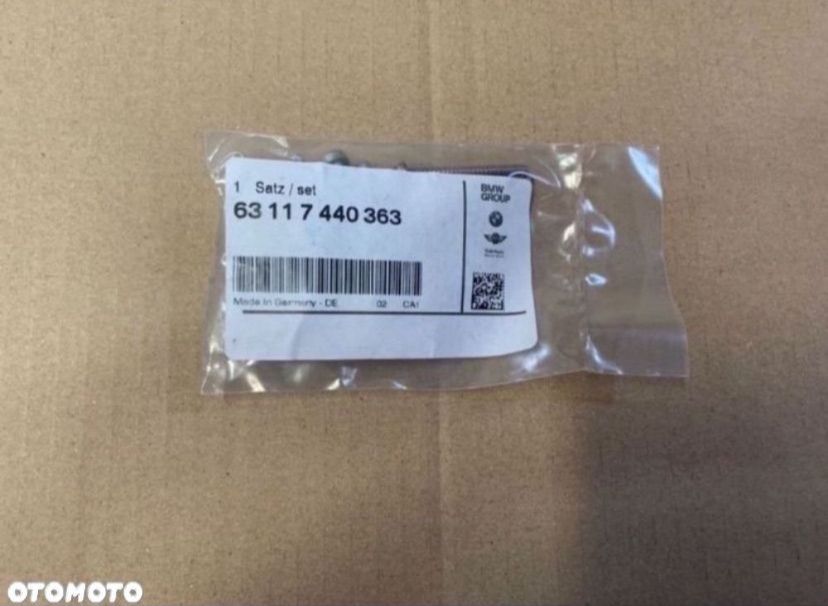 1 Satz / set
63 11 7 440 363
BMW
GROUP
Made in Germany - DE 02 CA1
OTOMOTO